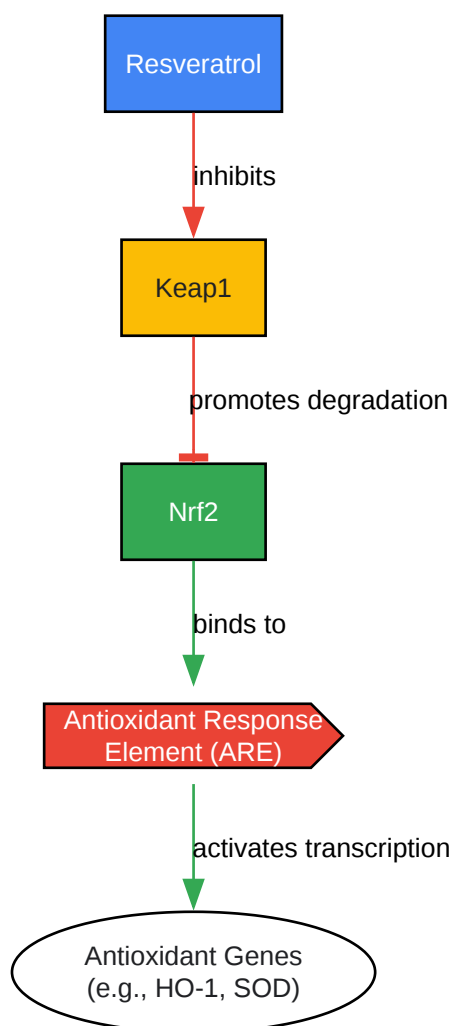 Resveratrol
inhibits
Keap1
promotes degradation
Nrf2
binds to
Antioxidant Response
Element (ARE)
activates transcription
Antioxidant Genes
(e.g., HO-1, SOD)